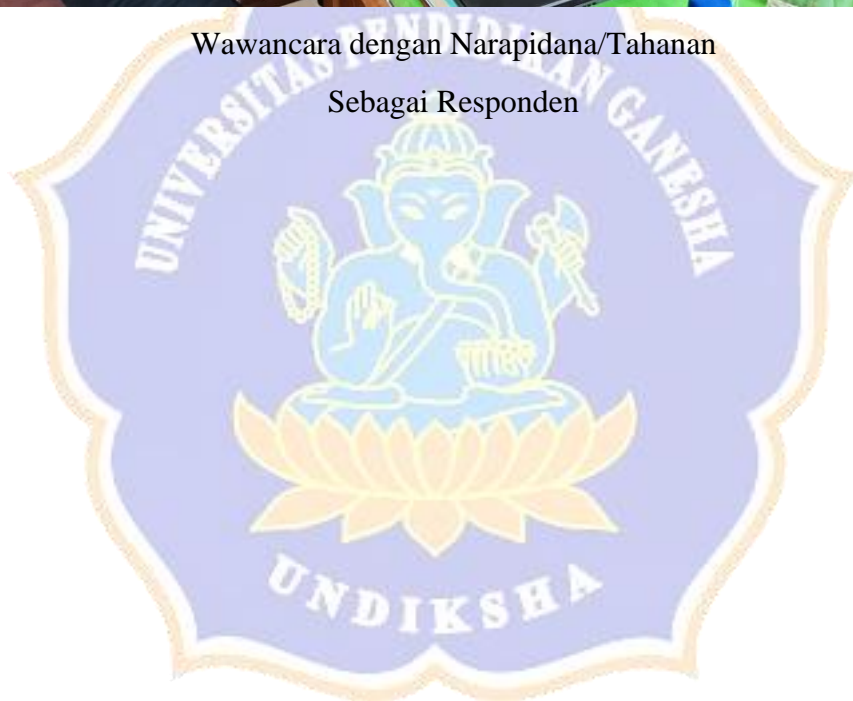 Wawancara dengan Narapidana/Tahanan
Sebagai Responden
UNIVERSITAS PENDIDIKAN GANESHA
UNDIKSHA